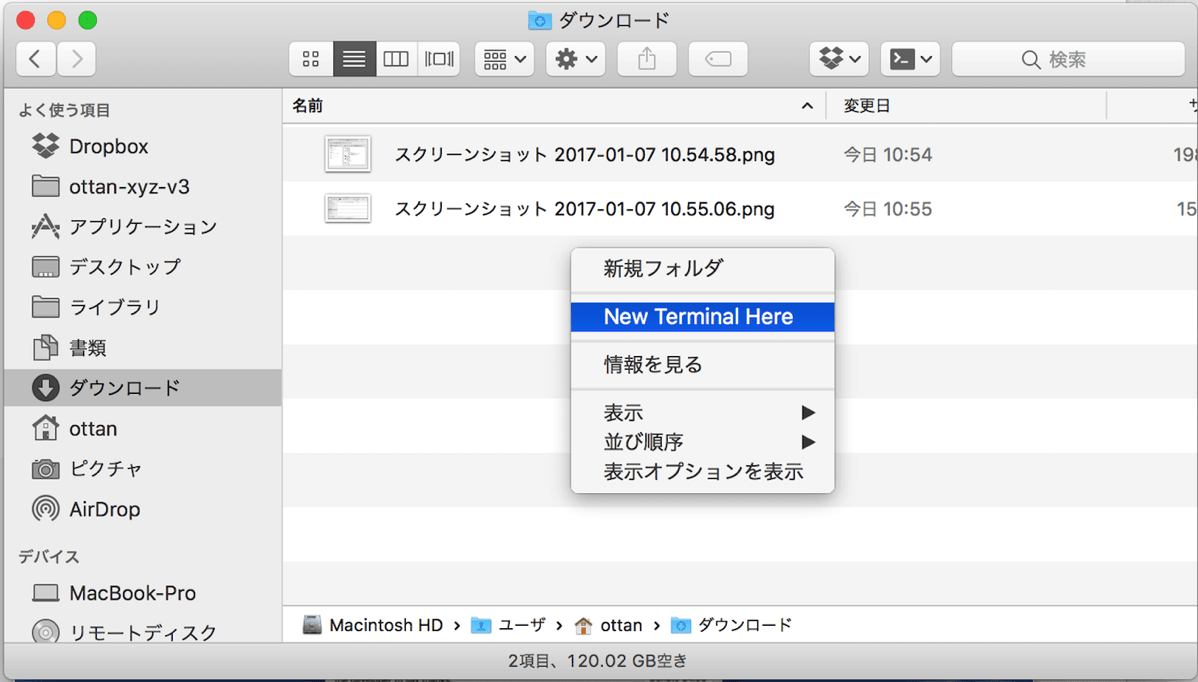 ダウンロード
検索
よく使う項目
Dropbox
ottan-xyz-v3
アプリケーション
デスクトップ
ライブラリ
書類
ダウンロード
ottan
ピクチャ
AirDrop
デバイス
MacBook-Pro
リモートディスク
名前
変更日
スクリーンショット 2017-01-07 10.54.58.png
今日 10:54
198
スクリーンショット 2017-01-07 10.55.06.png
今日 10:55
15
新規フォルダ
New Terminal Here
情報を見る
表示
並び順序
表示オプションを表示
Macintosh HD › ユーザ › ottan › ダウンロード
2項目、120.02 GB空き